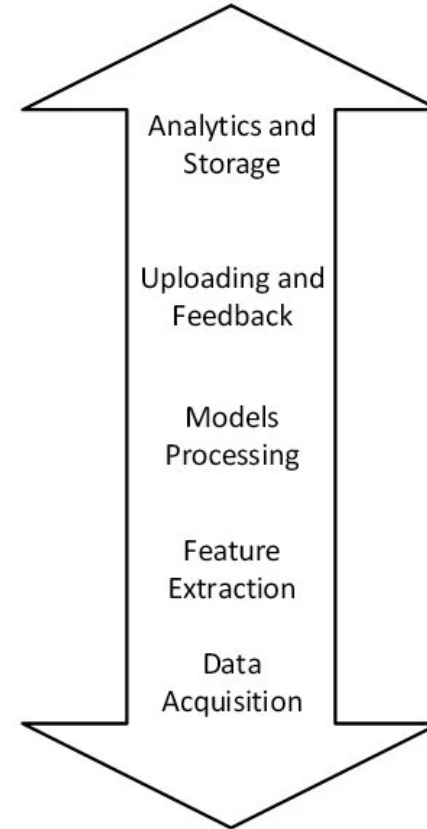 Analytics and
Storage
Uploading and
Feedback
Models
Processing
Feature
Extraction
Data
Acquisition